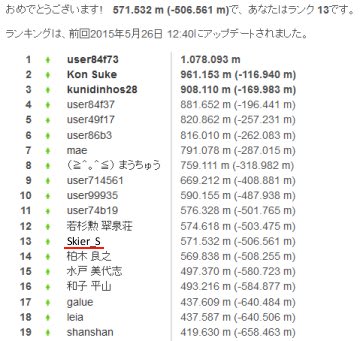 おめでとうございます! 571.532 m (-506.561 m)で、あなたはランク 13です。
ランキングは、前回2015年5月26日 12:40にアップデートされました。
1 user84f73 1.078.093 m
2 Kon Suke 961.153 m (-116.940 m)
3 kunidinhos28 908.110 m (-169.983 m)
4 user84f37 881.652 m (-196.441 m)
5 user49f17 820.862 m (-257.231 m)
6 user86b3 816.010 m (-262.083 m)
7 mae 791.078 m (-287.015 m)
8 (≧^。^≦) まうちゅう 759.111 m (-318.982 m)
9 user714561 669.212 m (-408.881 m)
10 user99935 590.155 m (-487.938 m)
11 user74b19 576.328 m (-501.765 m)
12 若杉勲 翠泉荘 574.618 m (-503.475 m)
13 Skier_S 571.532 m (-506.561 m)
14 柏木 良之 569.838 m (-508.255 m)
15 水戸 美代志 497.370 m (-580.723 m)
16 和子 平山 493.216 m (-584.877 m)
17 galue 437.609 m (-640.484 m)
18 leia 437.587 m (-640.506 m)
19 shanshan 419.630 m (-658.463 m)